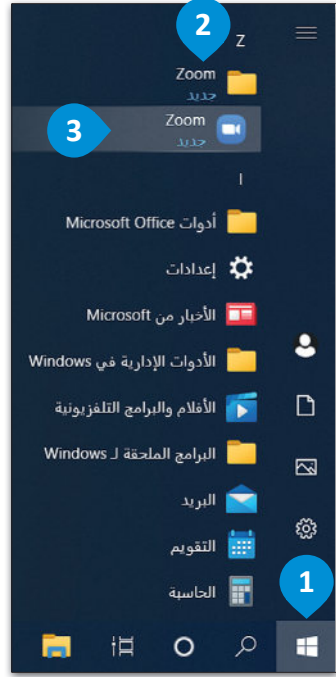 2
Z
Zoom
جديد
3
Zoom
جديد
ا
أدوات Microsoft Office
إعدادات
الأخبار من Microsoft
الأدوات الإدارية في Windows
الأفلام والبرامج التلفزيونية
البرامج الملحقة لـ Windows
البريد
التقويم
الحاسبة
1